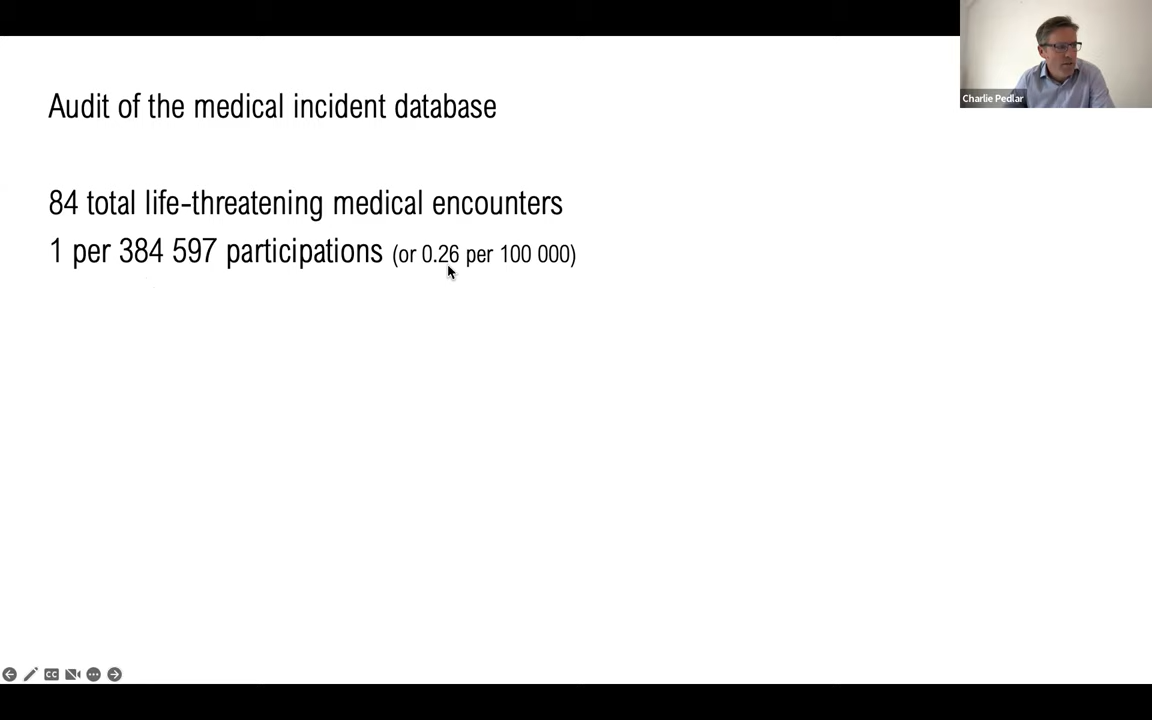 Charlie Pedlar
Audit of the medical incident database
84 total life-threatening medical encounters
1 per 384 597 participations (or 0.26 per 100 000)
CC